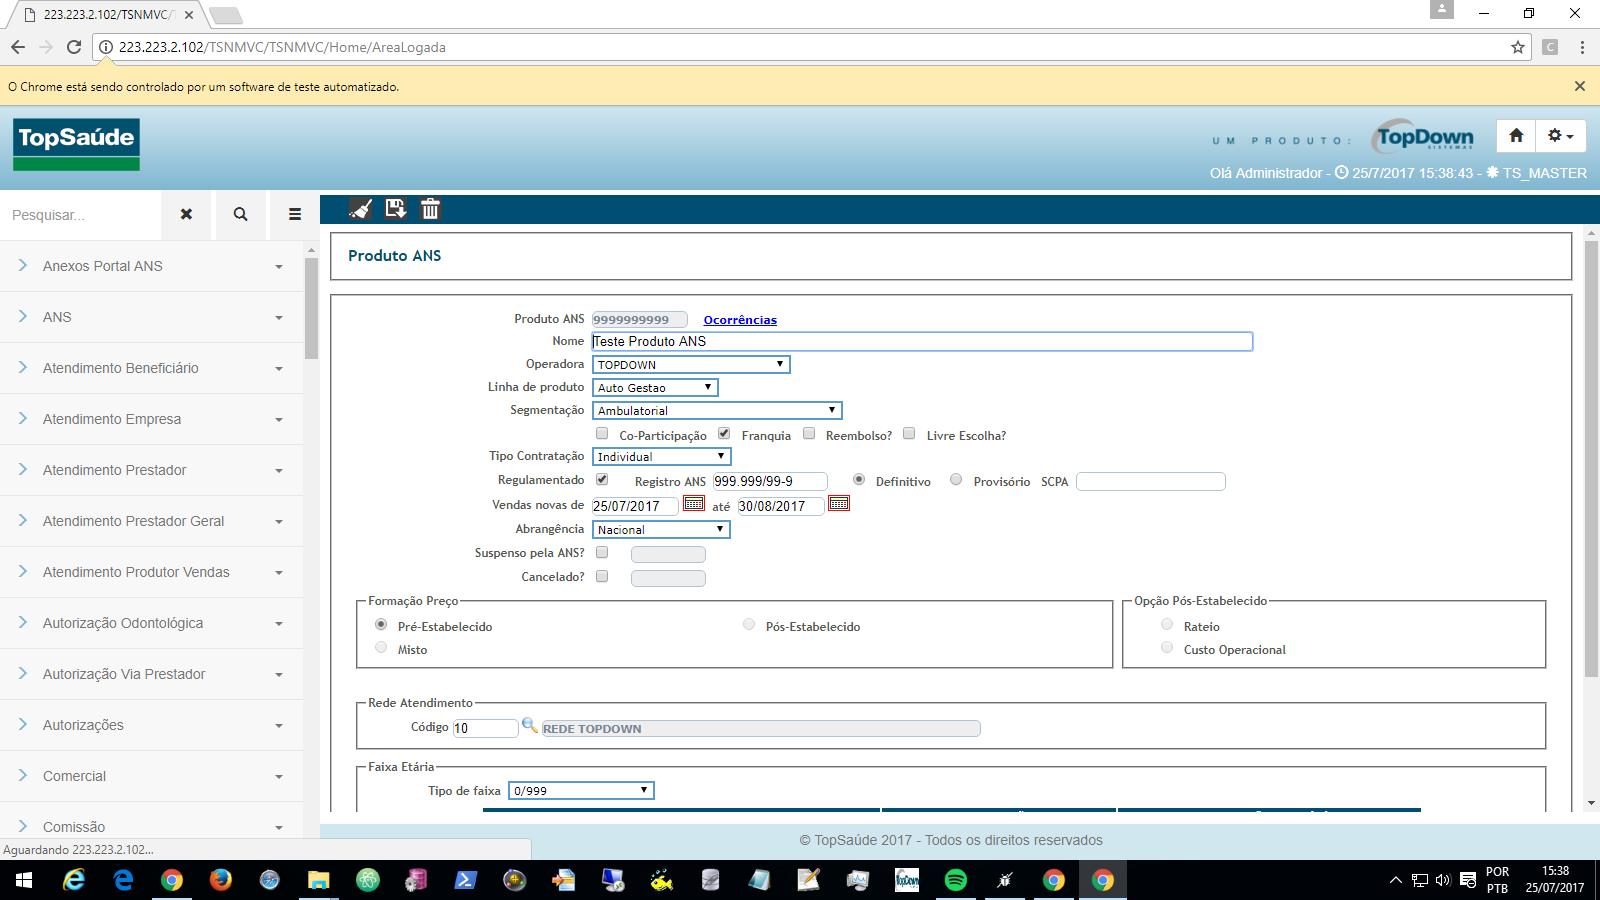 223.223.2.102/TSNMVC/T
223.223.2.102/TSNMVC/TSNMVC/Home/AreaLogada
C
O Chrome está sendo controlado por um software de teste automatizado.
TopSaúde
UM PRODUTO:
TopDown
SISTEMAS
Olá Administrador - 25/7/2017 15:38:43 - TS_MASTER
Pesquisar...
Anexos Portal ANS
ANS
Atendimento Beneficiário
Atendimento Empresa
Atendimento Prestador
Atendimento Prestador Geral
Atendimento Produtor Vendas
Autorização Odontológica
Autorização Via Prestador
Autorizações
Comercial
Comissão
Aguardando 223.223.2.102...
Produto ANS
Produto ANS 9999999999 Ocorrências
Nome Teste Produto ANS
Operadora TOPDOWN
Linha de produto Auto Gestao
Segmentação Ambulatorial
Co-Participação Franquia Reembolso? Livre Escolha?
Tipo Contratação Individual
Regulamentado Registro ANS 999.999/99-9 Definitivo Provisório SCPA
Vendas novas de 25/07/2017 até 30/08/2017
Abrangência Nacional
Suspenso pela ANS?
Cancelado?
Formação Preço
Pré-Estabelecido Pós-Estabelecido
Misto
Opção Pós-Estabelecido
Rateio
Custo Operacional
Rede Atendimento
Código 10 REDE TOPDOWN
Faixa Etária
Tipo de faixa 0/999
© TopSaúde 2017 - Todos os direitos reservados
TopDown
POR
PTB
15:38
25/07/2017